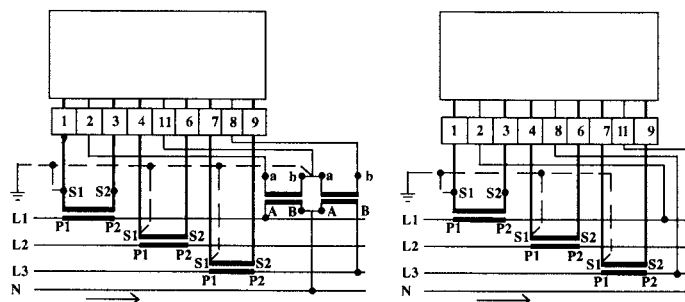 1 2 3 4 11 6 7 8 9
a b a b
S1 S2
A B A B
L1
P1 P2
S1 S2
L2
P1 P2
S1 S2
L3
P1 P2
N
1 2 3 4 8 6 7 11 9
S1 S2
L1
P1 P2
S1 S2
L2
P1 P2
S1 S2
L3
P1 P2